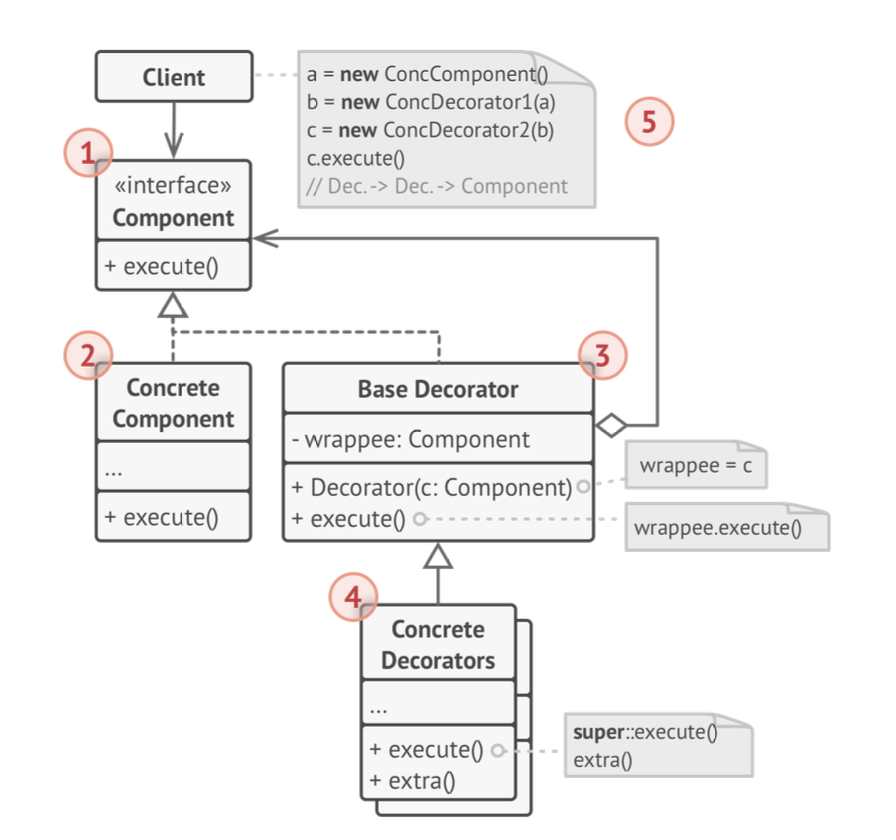 Client
a = new ConcComponent()
b = new ConcDecorator1(a)
c = new ConcDecorator2(b)
c.execute()
// Dec. -> Dec. -> Component
5
1
«interface»
Component
+ execute()
2
Concrete
Component
...
+ execute()
3
Base Decorator
- wrappee: Component
+ Decorator(c: Component)
+ execute()
wrappee = c
wrappee.execute()
4
Concrete
Decorators
...
+ execute()
+ extra()
super::execute()
extra()